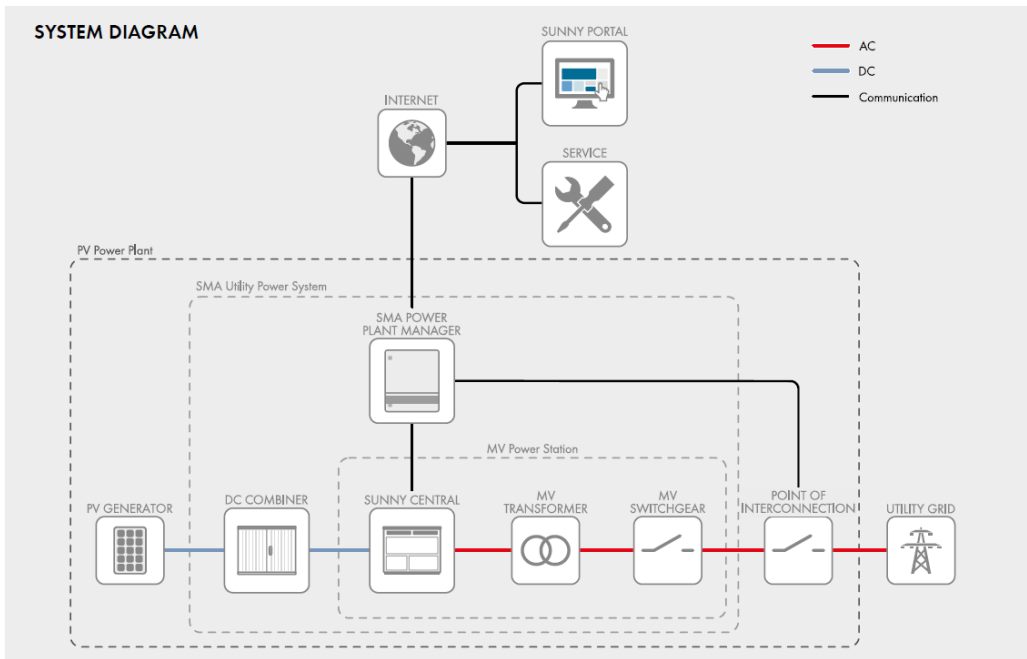 SYSTEM DIAGRAM
SUNNY PORTAL
AC
DC
Communication
INTERNET
SERVICE
PV Power Plant
SMA Utility Power System
SMA POWER
PLANT MANAGER
MV Power Station
PV GENERATOR
DC COMBINER
SUNNY CENTRAL
MV
TRANSFORMER
MV
SWITCHGEAR
POINT OF
INTERCONNECTION
UTILITY GRID